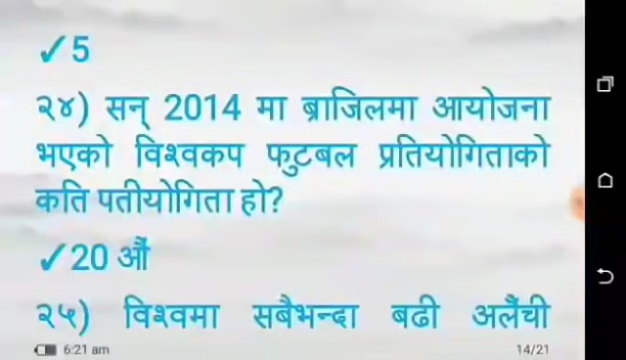 ✓5
२४) सन् 2014 मा ब्राजिलमा आयोजना
भएको विश्वकप फुटबल प्रतियोगिताको
कति पतीयोगिता हो?
✓20 औं
२५) विश्वमा सबैभन्दा बढी अलैंची
6:21 am 14/21